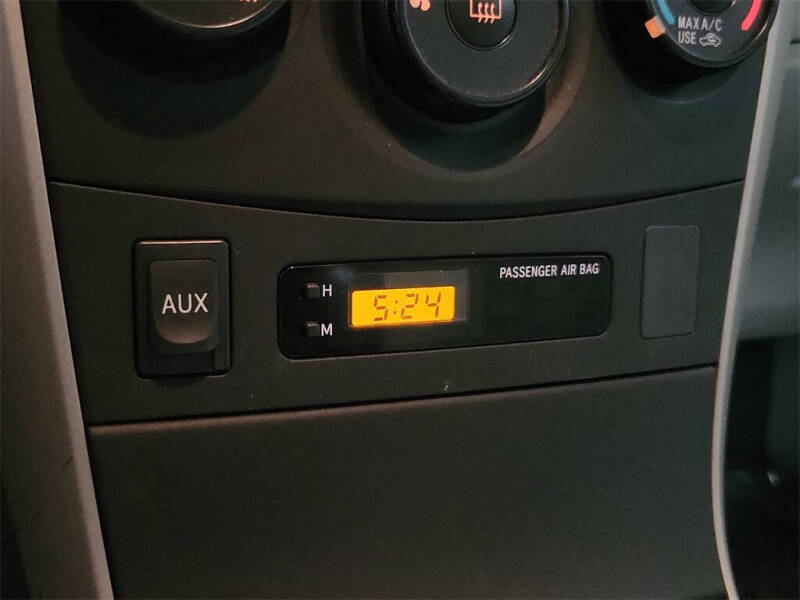 MAX A/C
USE
AUX
H
5:24
PASSENGER AIR BAG
M